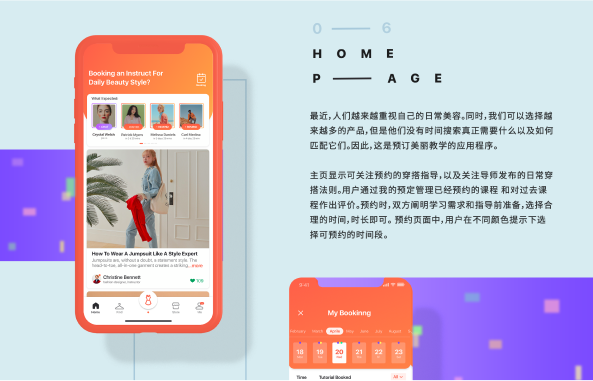 0 — 6
HOME
P — AGE
最近，人们越来越重视自己的日常美容。同时，我们可以选择越
来越多的产品，但是他们没有时间搜索真正需要什么以及如何
匹配它们。因此，这是预订美丽教学的应用程序。
主页显示可关注预约的穿搭指导，以及关注导师发布的日常穿
搭法则。用户通过我的预定管理已经预约的课程 和对过去课
程作出评价。预约时，双方阐明学习需求和指导前准备，选择合
理的时间，时长即可。预约页面中，用户在不同颜色提示下选
择可预约的时间段。
Booking an Instruct For
Daily Beauty Style?
What Expected
Crystal Welch
Patrick Myers
Melissa Daniels
Carl Medina
How To Wear A Jumpsuit Like A Style Expert
Jumpsuits are, without a doubt, a statement style. The
head-to-toe, all-in-one garment creates a striking... more
Christine Bennett
109
Home
Store
Me
My Bookinng
February March April May June July August
18 19 20 21 22 23
Time Tutorial Booked All